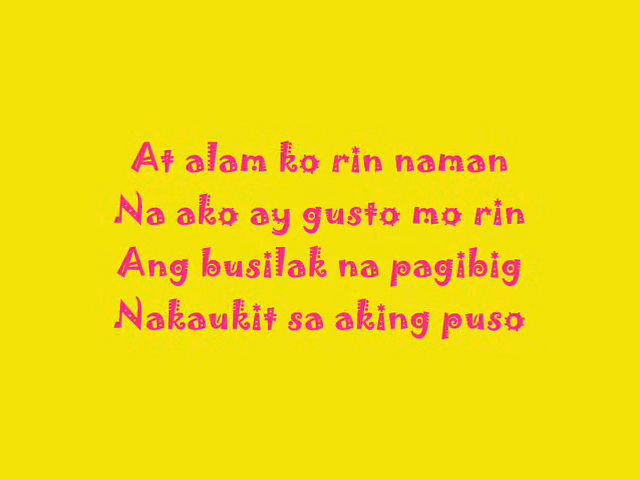 At alam ko rin naman
Na ako ay gusto mo rin
Ang busilak na pagibig
Nakaukit sa aking puso